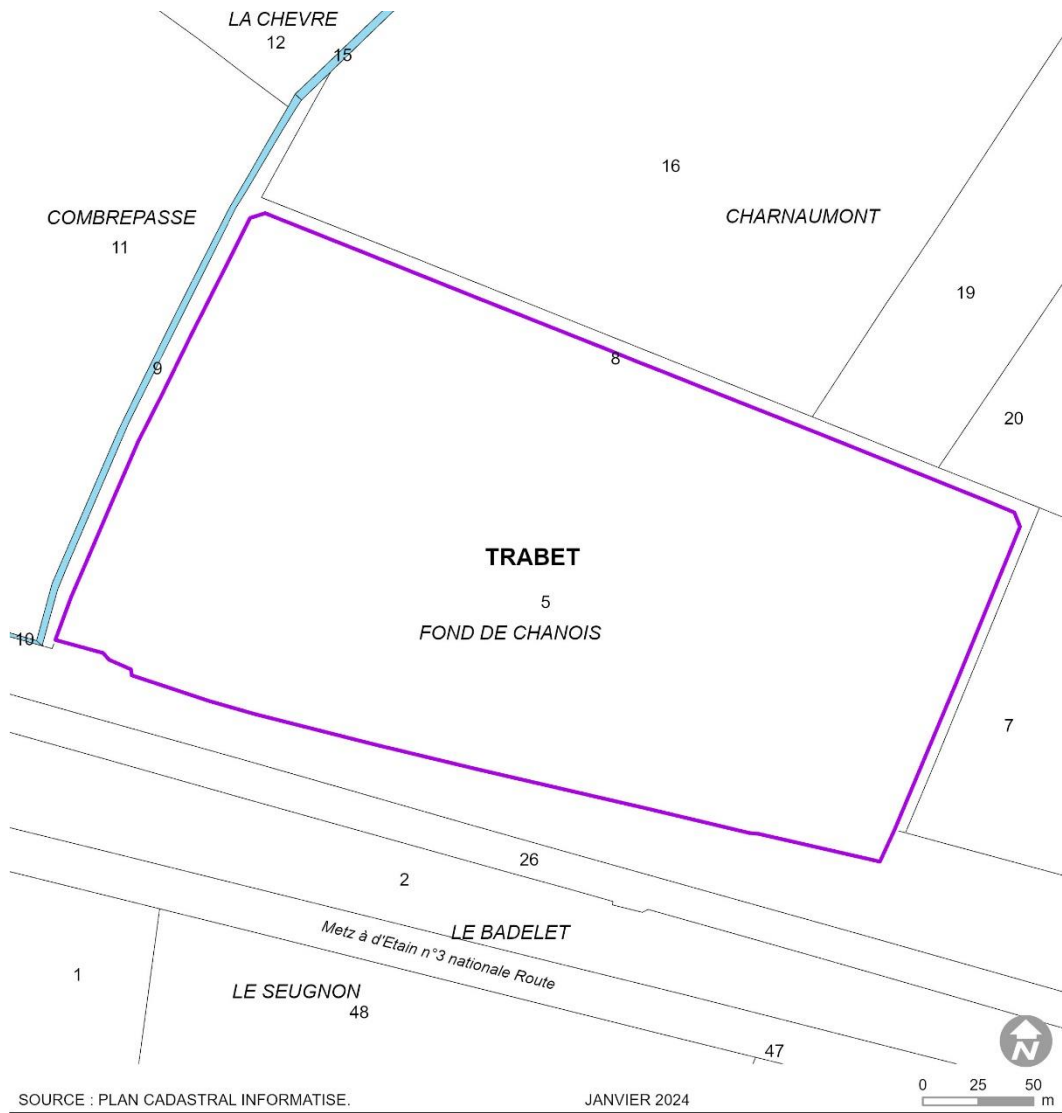 LA CHEVRE
12
15
16
COMBREPASSE
11
CHARNAUMONT
19
9
8
20
TRABET
5
FOND DE CHANOIS
10
7
26
2
LE BADELET
Metz à d'Etain n°3 nationale Route
1
LE SEUGNON
48
47
N
SOURCE : PLAN CADASTRAL INFORMATISE.
JANVIER 2024
0 25 50
m